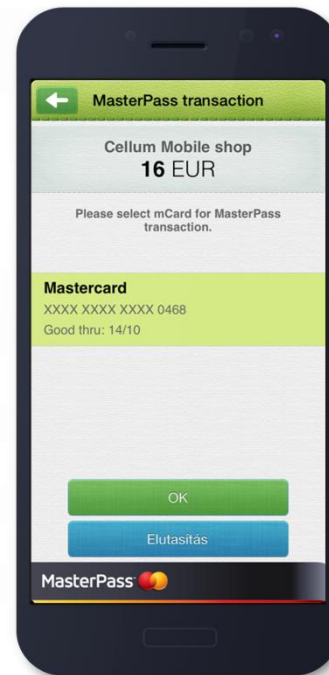 MasterPass transaction
Cellum Mobile shop
16 EUR
Please select mCard for MasterPass
transaction.
Mastercard
XXXX XXXX XXXX 0468
Good thru: 14/10
OK
Elutasítás
MasterPass